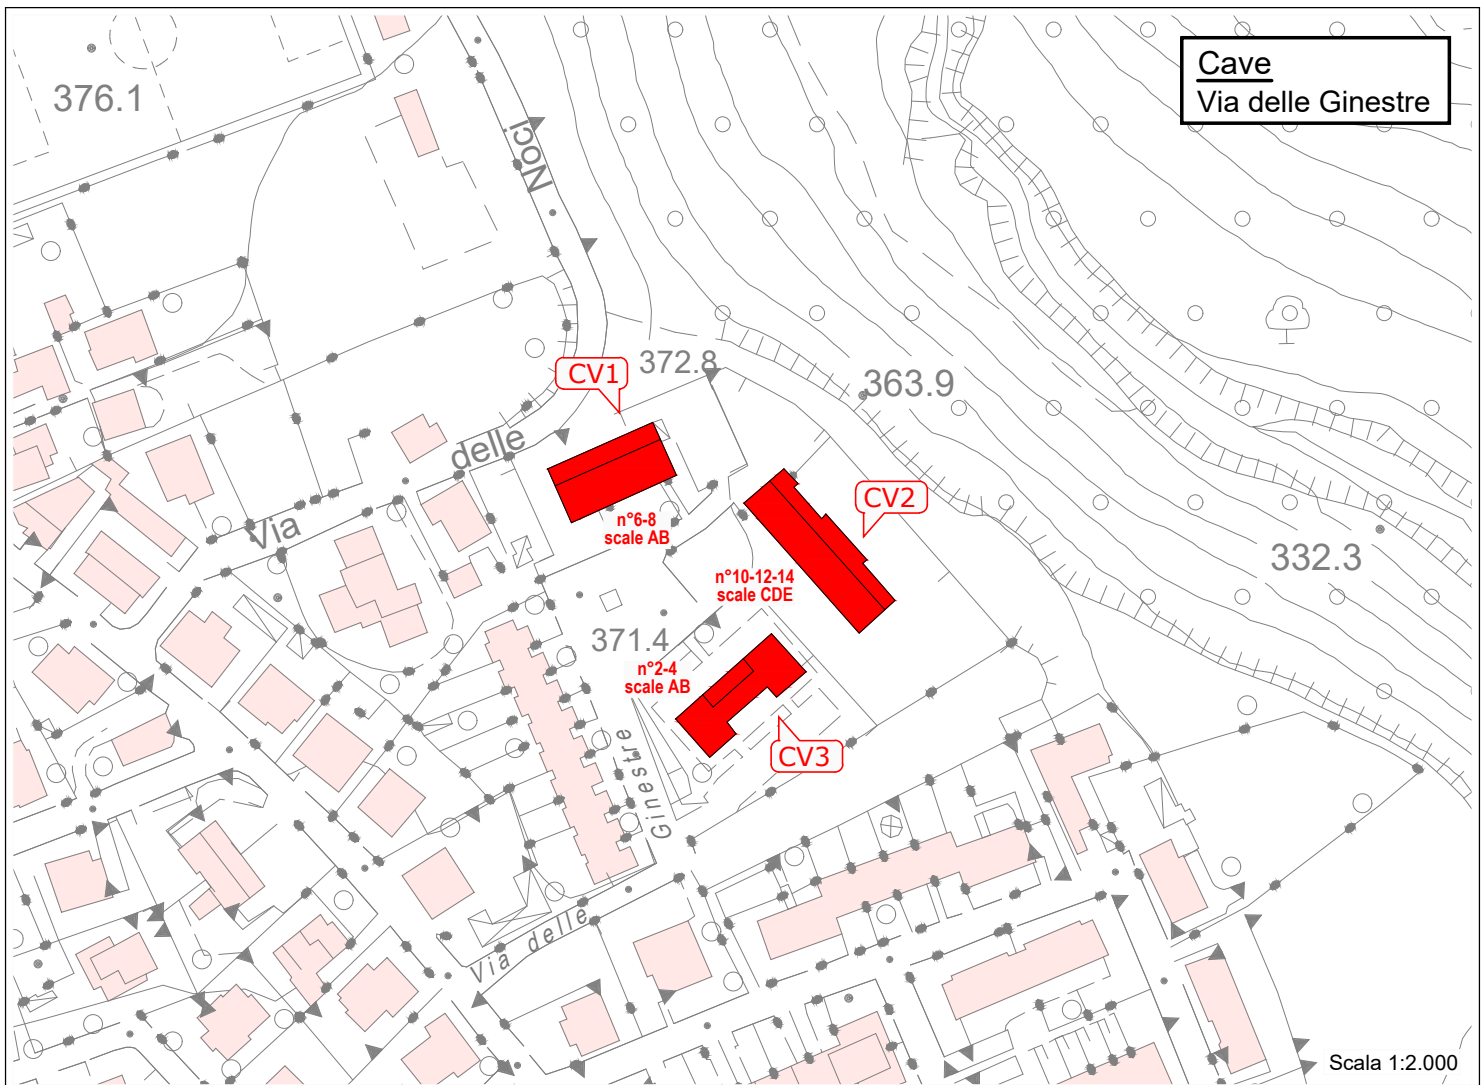 Cave
Via delle Ginestre
376.1
Noci
372.8
CV1
363.9
delle
CV2
n°6-8
scale AB
Via
332.3
n°10-12-14
scale CDE
371.4
n°2-4
scale AB
CV3
Ginestre
Via delle
Scala 1:2.000